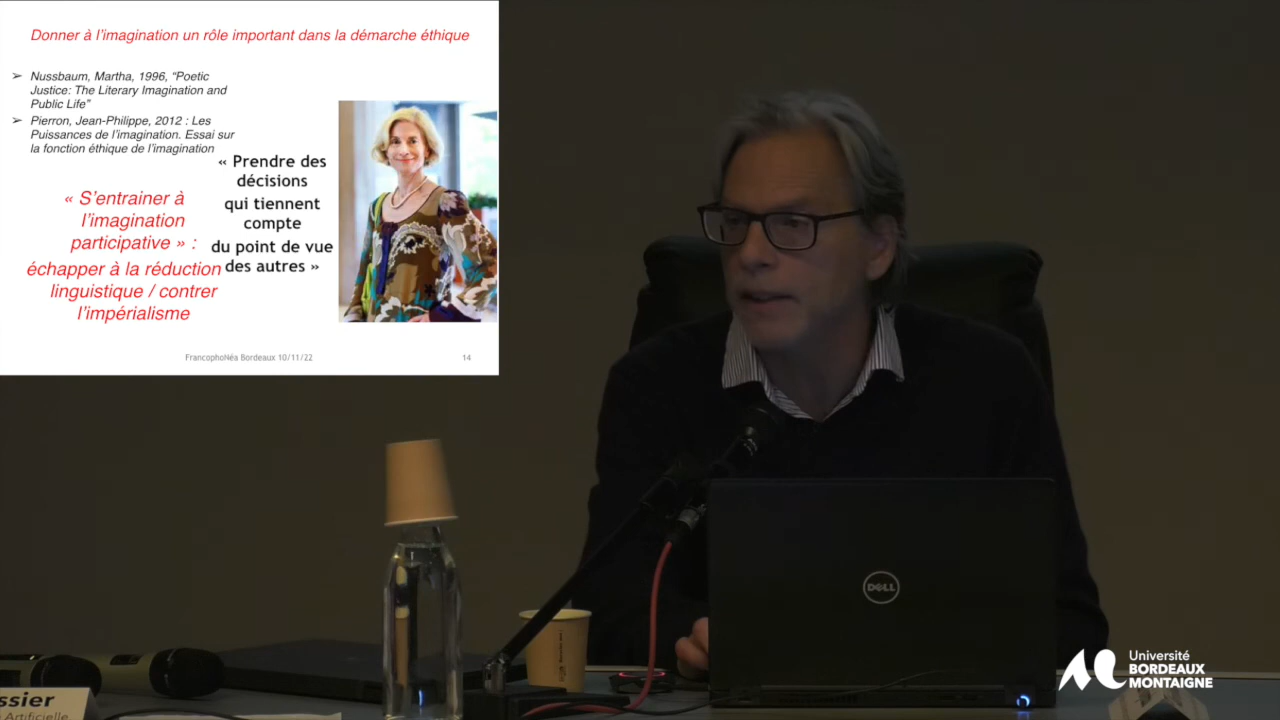 Donner à l'imagination un rôle important dans la démarche éthique
➢ Nussbaum, Martha, 1996, "Poetic
Justice: The Literary Imagination and
Public Life"
➢ Pierron, Jean-Philippe, 2012 : Les
Puissances de l'imagination. Essai sur
la fonction éthique de l'imagination
« Prendre des
décisions
qui tiennent
compte
du point de vue
des autres »
« S'entrainer à
l'imagination
participative » :
échapper à la réduction
linguistique / contrer
l'impérialisme
FrancophoNéa Bordeaux 10/11/22
14
DELL
ssier
Artificielle
Université
BORDEAUX
MONTAIGNE